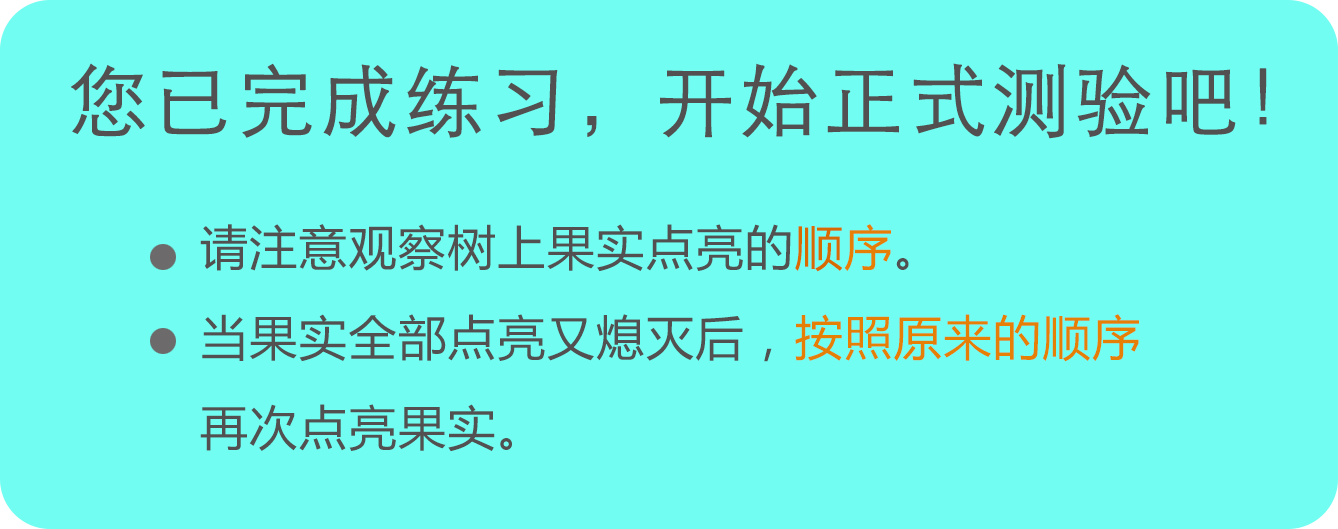 您已完成练习，开始正式测验吧！
● 请注意观察树上果实点亮的顺序。
● 当果实全部点亮又熄灭后，按照原来的顺序
再次点亮果实。